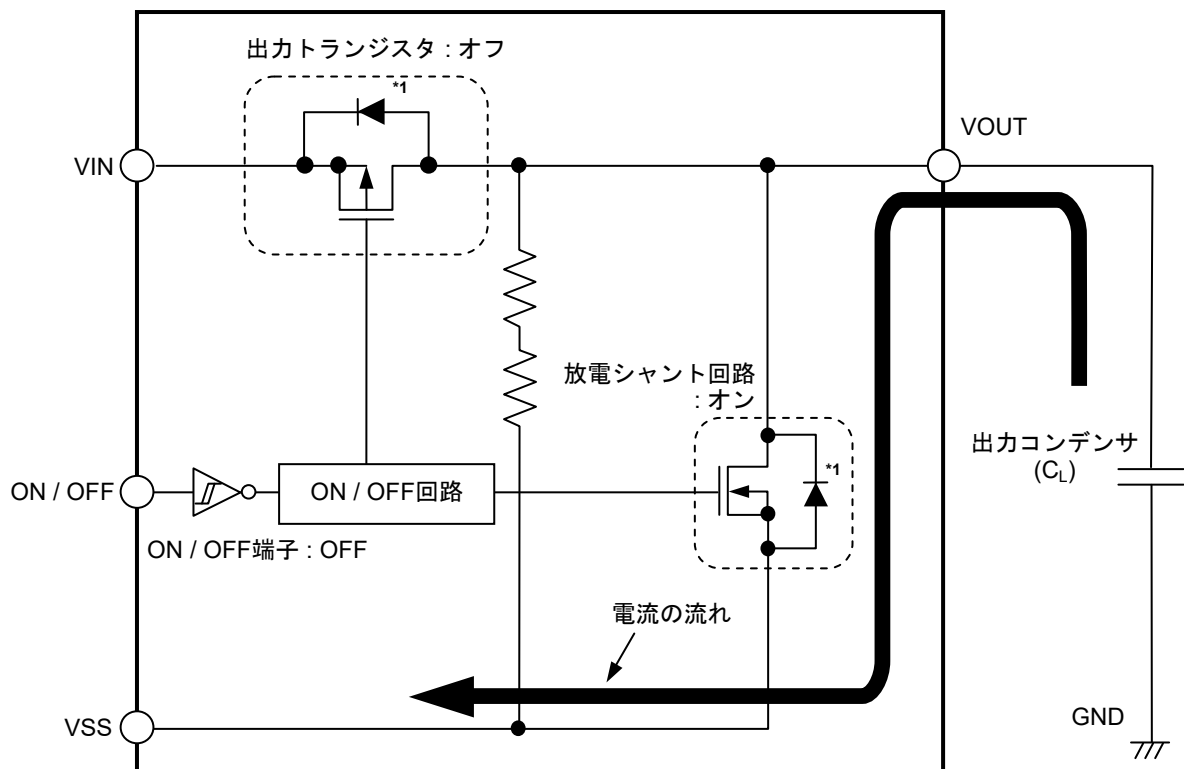 出力トランジスタ : オフ
*1
VIN
VOUT
放電シャント回路
: オン
*1
出力コンデンサ
(CL)
ON / OFF
ON / OFF回路
ON / OFF端子 : OFF
電流の流れ
VSS
GND